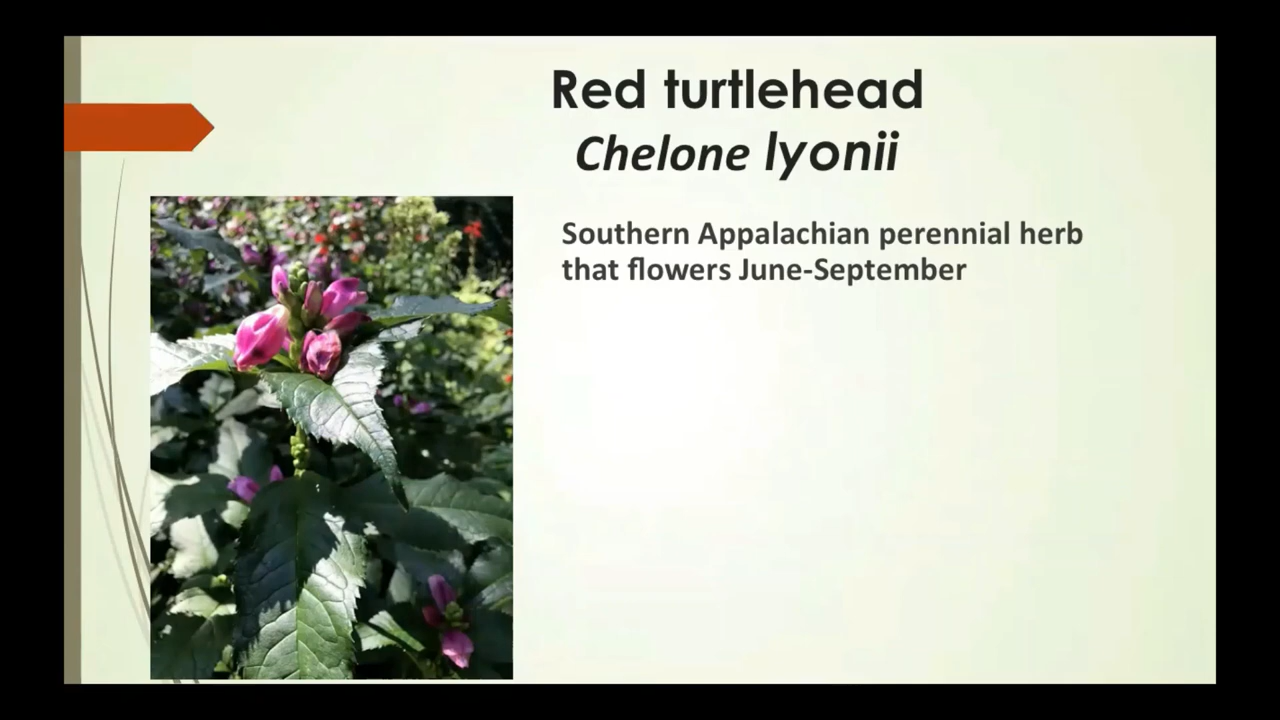 Red turtlehead
Chelone lyonii
Southern Appalachian perennial herb
that flowers June-September